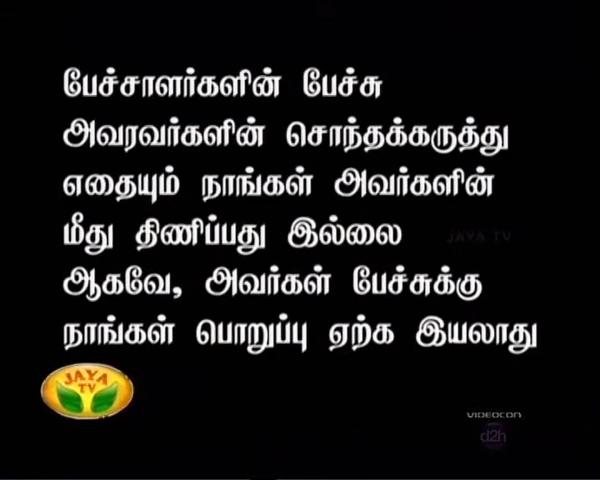 பேச்சாளர்களின் பேச்சு
அவரவர்களின் சொந்தக்கருத்து
எதையும் நாங்கள் அவர்களின்
மீது திணிப்பது இல்லை
JAYA TV
ஆகவே, அவர்கள் பேச்சுக்கு
நாங்கள் பொறுப்பு ஏற்க இயலாது
JAYA
TV
VIDEOCON
d2h